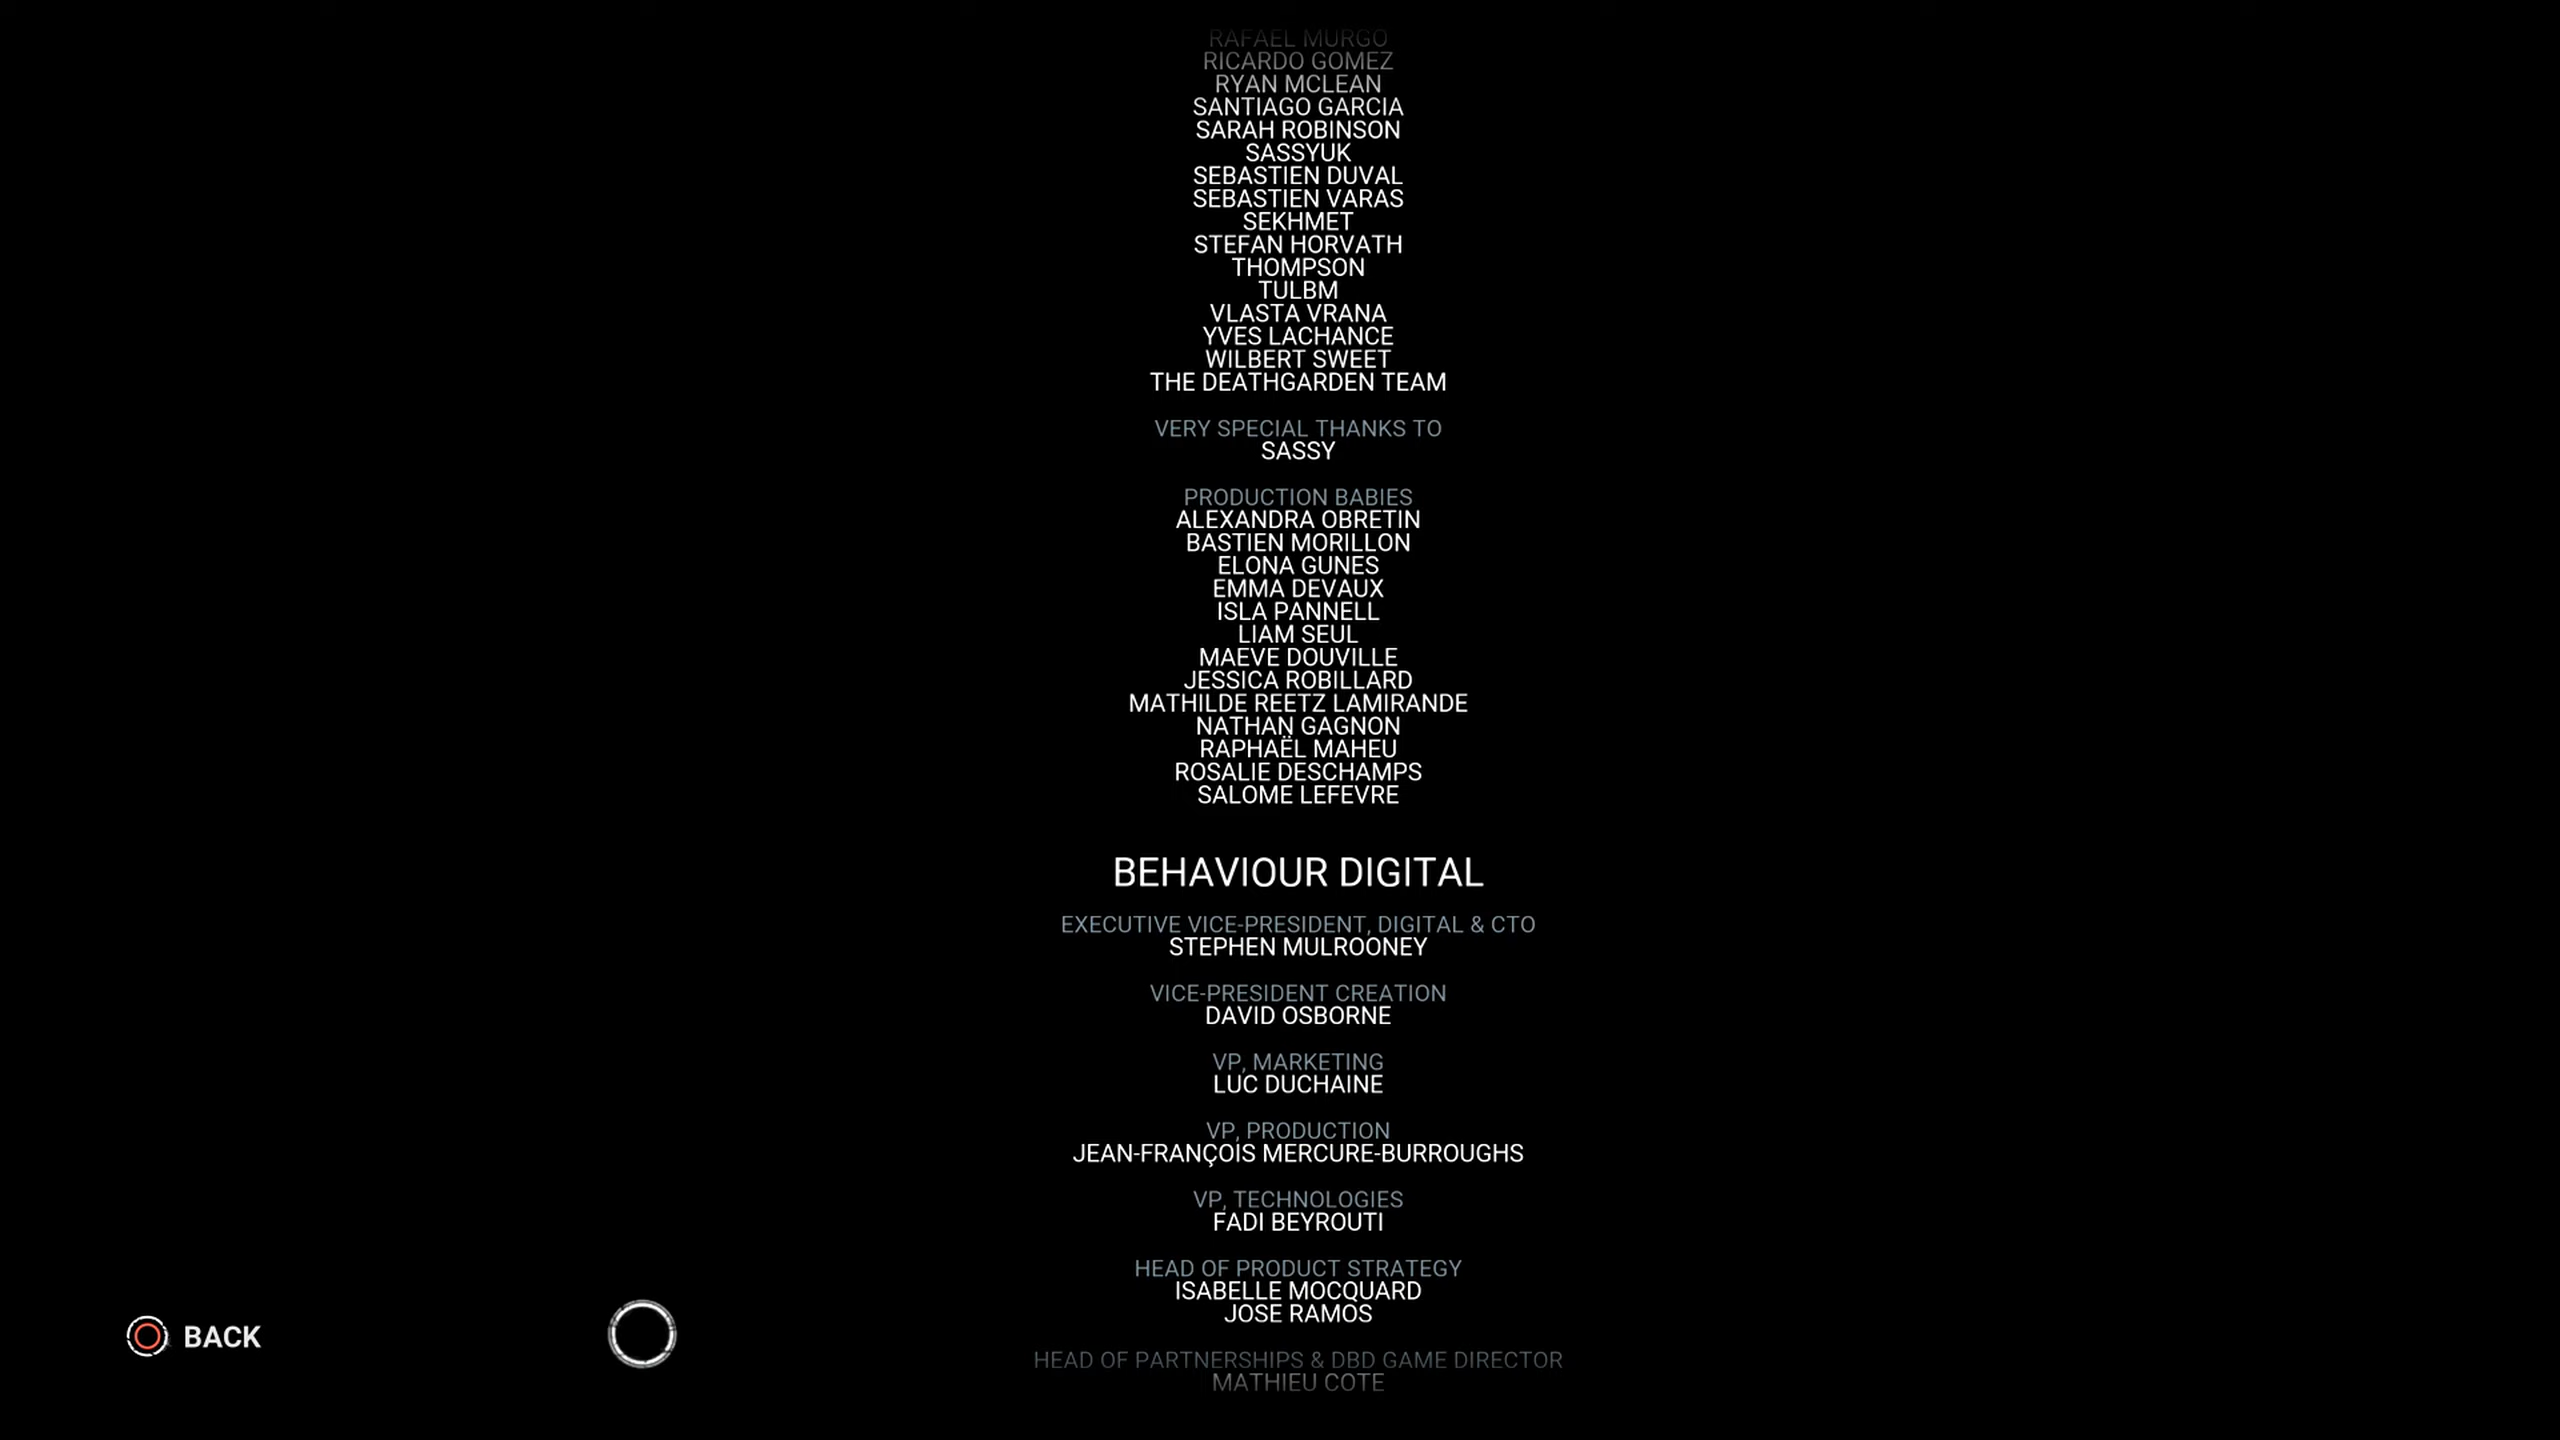 RAFAEL MURGO
RICARDO GOMEZ
RYAN MCLEAN
SANTIAGO GARCIA
SARAH ROBINSON
SASSYUK
SEBASTIEN DUVAL
SEBASTIEN VARAS
SEKHMET
STEFAN HORVATH
THOMPSON
TULBM
VLASTA VRANA
YVES LACHANCE
WILBERT SWEET
THE DEATHGARDEN TEAM
VERY SPECIAL THANKS TO
SASSY
PRODUCTION BABIES
ALEXANDRA OBRETIN
BASTIEN MORILLON
ELONA GUNES
EMMA DEVAUX
ISLA PANNELL
LIAM SEUL
MAEVE DOUVILLE
JESSICA ROBILLARD
MATHILDE REETZ LAMIRANDE
NATHAN GAGNON
RAPHAËL MAHEU
ROSALIE DESCHAMPS
SALOME LEFEVRE
BEHAVIOUR DIGITAL
EXECUTIVE VICE-PRESIDENT, DIGITAL & CTO
STEPHEN MULROONEY
VICE-PRESIDENT CREATION
DAVID OSBORNE
VP, MARKETING
LUC DUCHAINE
VP, PRODUCTION
JEAN-FRANÇOIS MERCURE-BURROUGHS
VP, TECHNOLOGIES
FADI BEYROUTI
HEAD OF PRODUCT STRATEGY
ISABELLE MOCQUARD
JOSE RAMOS
HEAD OF PARTNERSHIPS & DBD GAME DIRECTOR
MATHIEU COTE
BACK